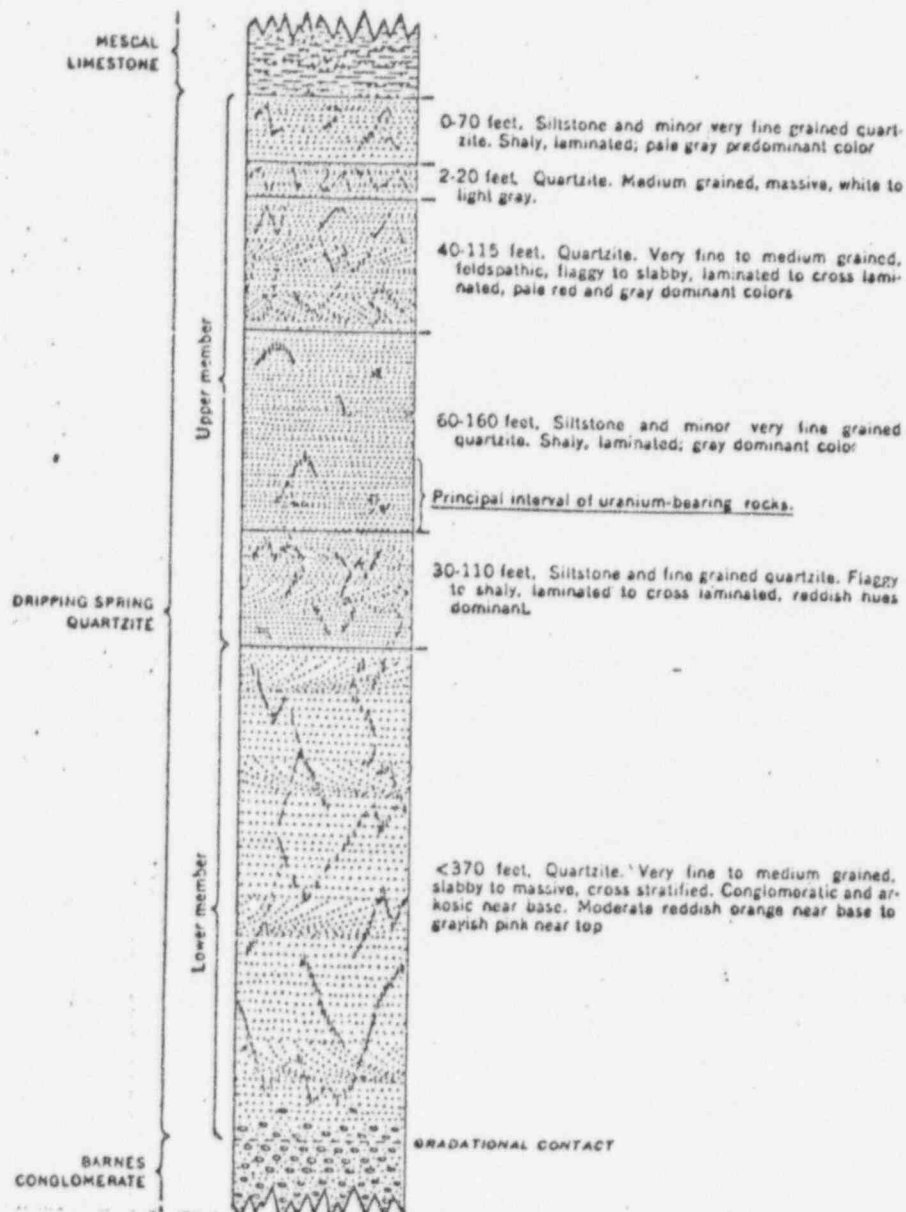 MESCAL
LIMESTONE
0-70 feet. Siltstone and minor very fine grained quart-
zite. Shaly, laminated; pale gray predominant color
2-20 feet. Quartzite. Medium grained, massive, white to
light gray.
40-115 feet. Quartzite. Very fine to medium grained,
feldspathic, flaggy to slabby, laminated to cross lami-
nated, pale red and gray dominant colors
Upper member
60-160 feet. Siltstone and minor very fine grained
quartzite. Shaly, laminated; gray dominant color
Principal interval of uranium-bearing rocks.
30-110 feet. Siltstone and fine grained quartzite. Flaggy
to shaly, laminated to cross laminated, reddish hues
dominant.
DRIPPING SPRING
QUARTZITE
Lower member
<370 feet. Quartzite. Very fine to medium grained,
slabby to massive, cross stratified. Conglomeratic and ar-
kosic near base. Moderate reddish orange near base to
grayish pink near top
GRADATIONAL CONTACT
BARNES
CONGLOMERATE